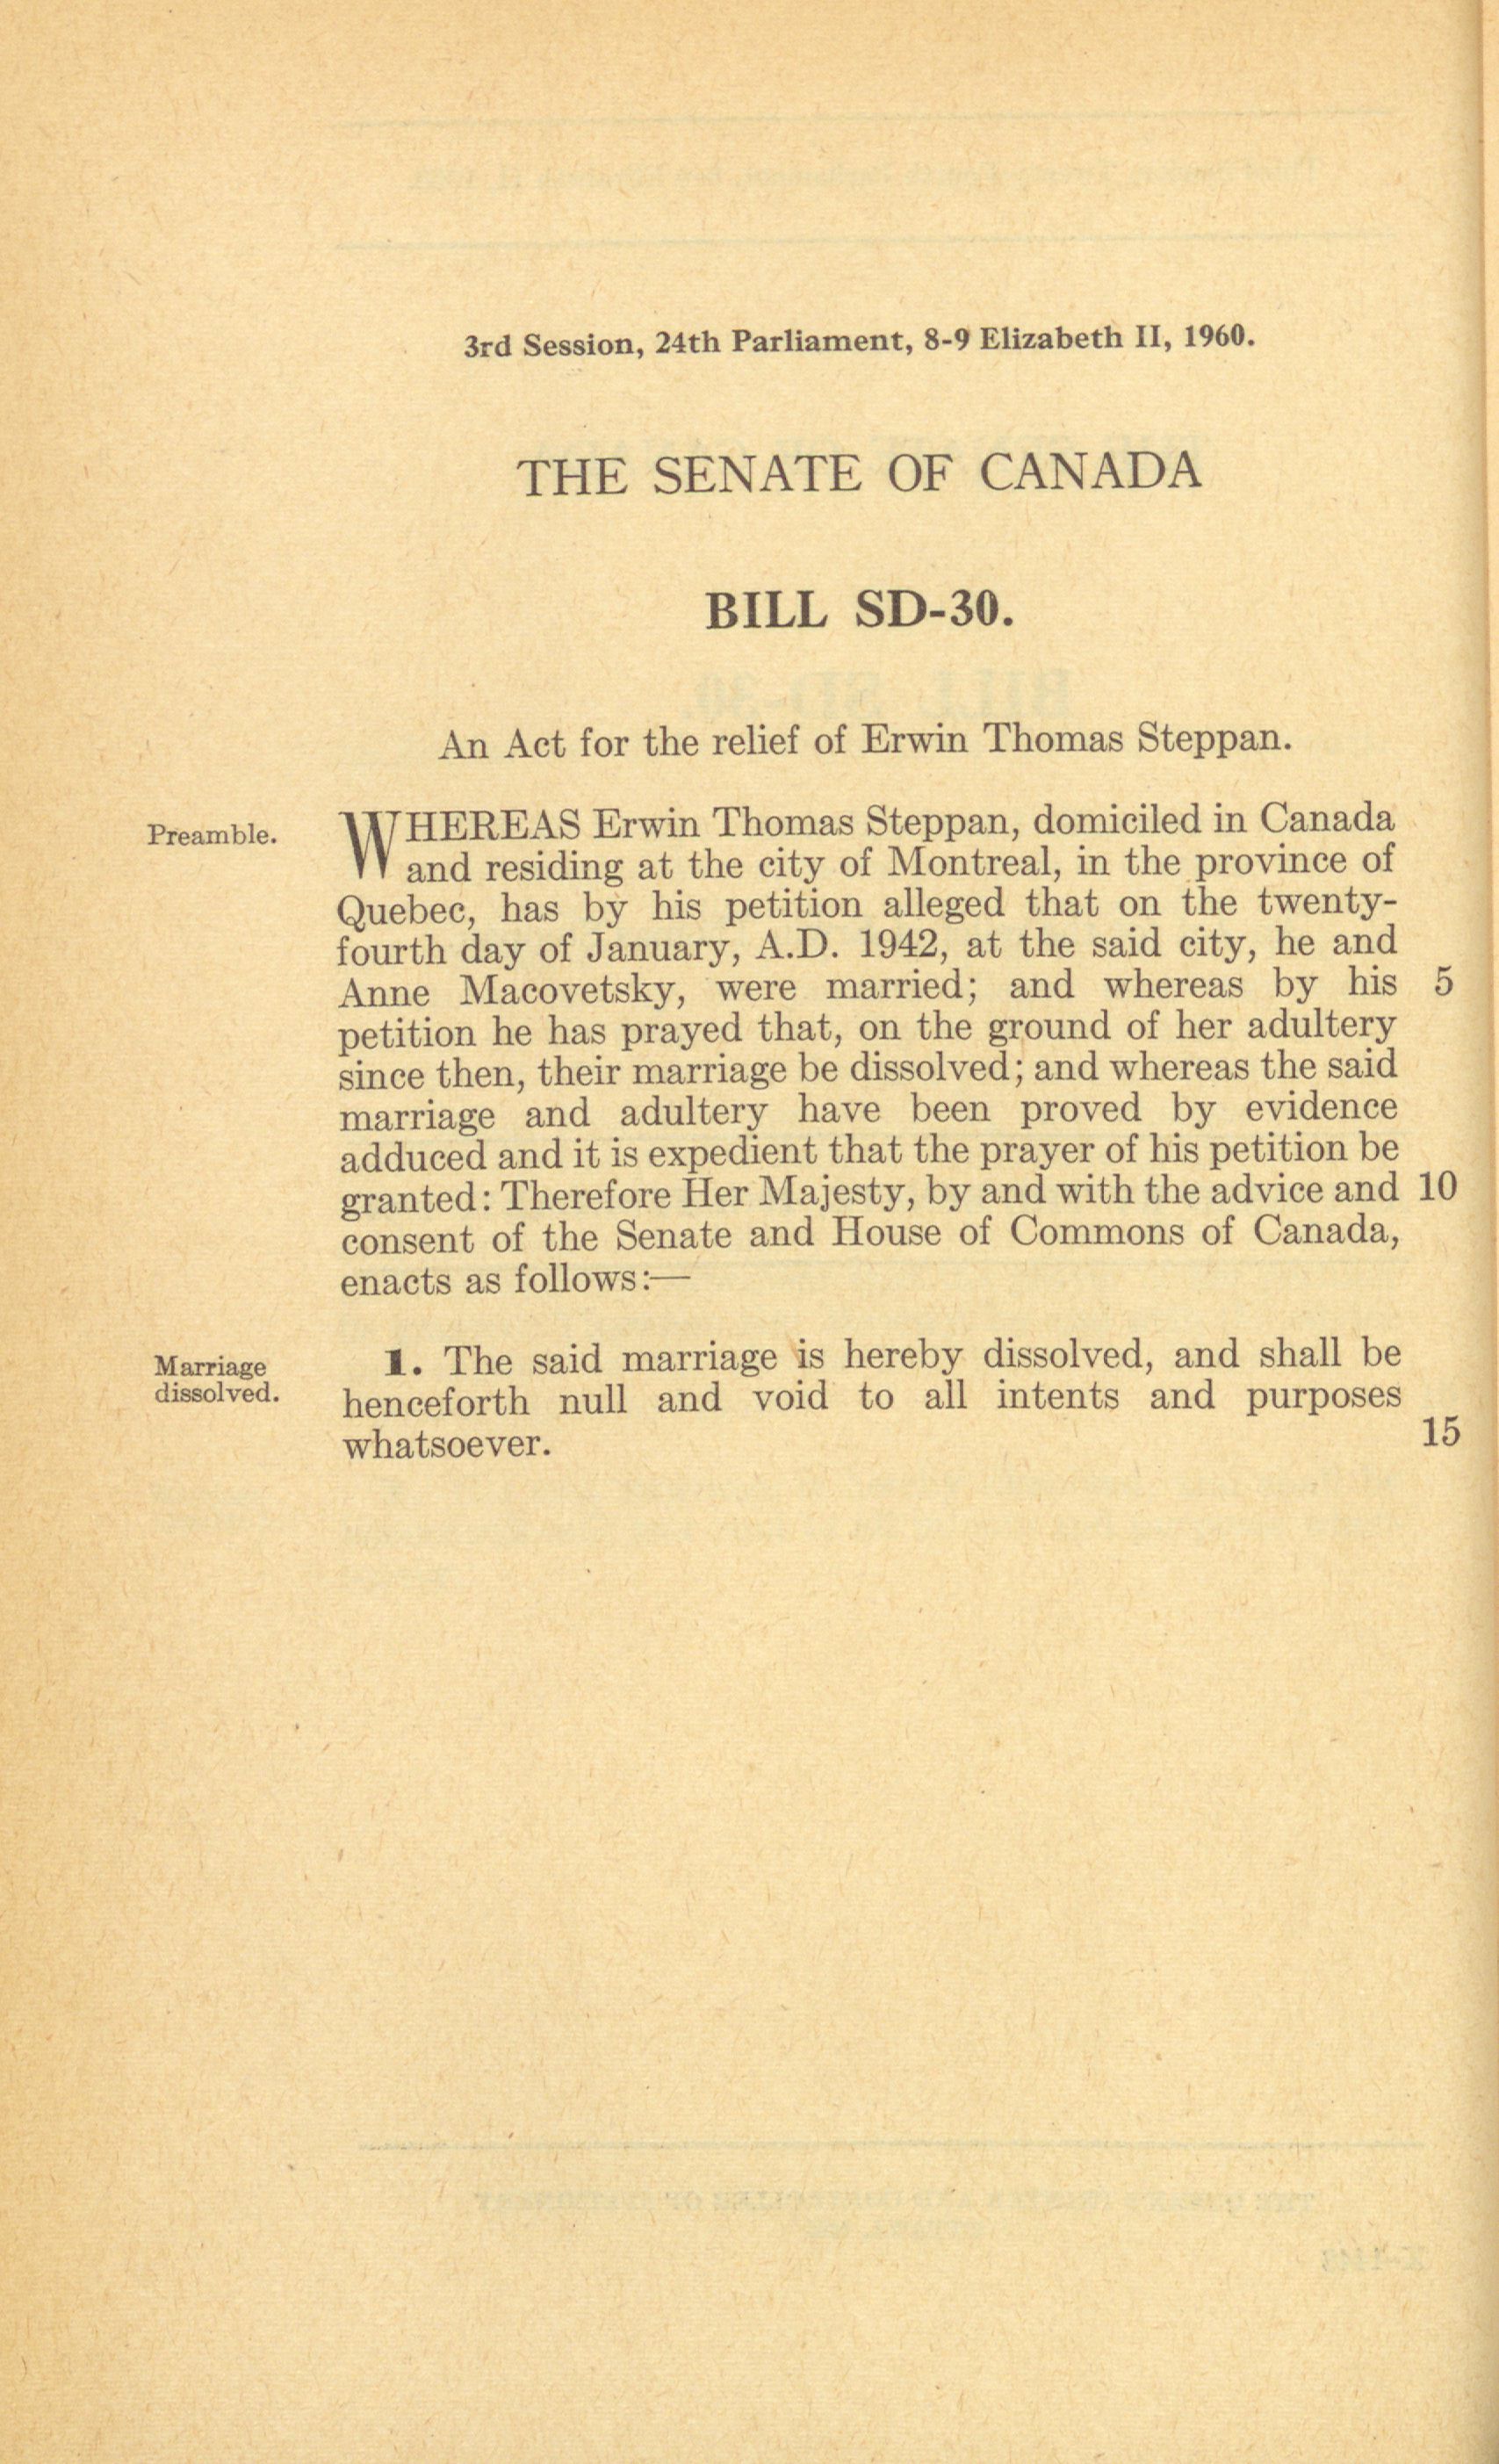 3rd Session, 24th Parliament, 8-9 Elizabeth II, 1960.
THE SENATE OF CANADA
BILL SD-30.
An Act for the relief of Erwin Thomas Steppan.
Preamble.
WHEREAS Erwin Thomas Steppan, domiciled in Canada
and residing at the city of Montreal, in the province of
Quebec, has by his petition alleged that on the twenty-
fourth day of January, A.D. 1942, at the said city, he and
Anne Macovetsky, were married; and whereas by his 5
petition he has prayed that, on the ground of her adultery
since then, their marriage be dissolved; and whereas the said
marriage and adultery have been proved by evidence
adduced and it is expedient that the prayer of his petition be
granted: Therefore Her Majesty, by and with the advice and 10
consent of the Senate and House of Commons of Canada,
enacts as follows:—
Marriage
dissolved.
1. The said marriage is hereby dissolved, and shall be
henceforth null and void to all intents and purposes
whatsoever. 15